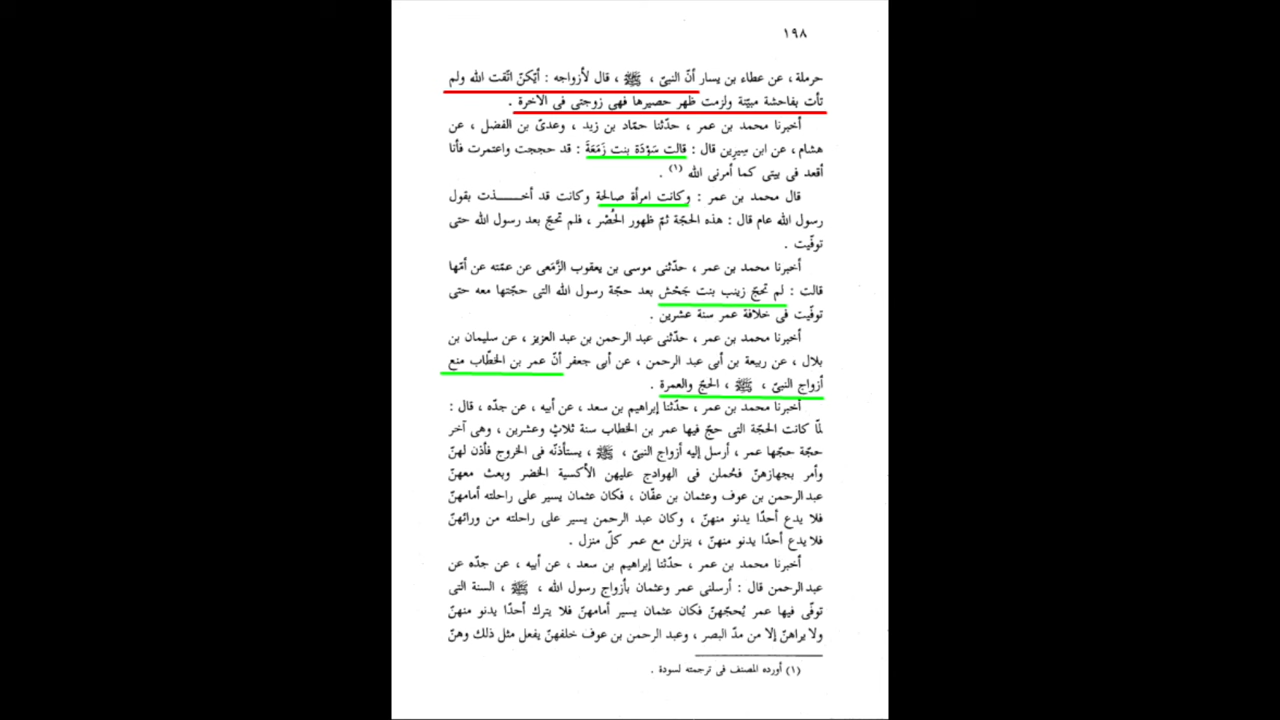 ١٩٨
حرملة ، عن عطاء بن يسار أنّ النبىّ ، ﷺ ، قال لأزواجه : أيّكنّ اتّقت الله ولم
تأت بفاحشة مبيّنة ولزمت ظهر حصيرها فهى زوجتى فى الآخرة .
أخبرنا محمد بن عمر ، حدّثنا حمّاد بن زيد ، وعدىّ بن الفضل ، عن
هشام ، عن ابن سِيرين قال : قالت سَوْدَة بنت زَمَعَةَ : قد حججت واعتمرت فأنا
أقعد فى بيتى كما أمرنى الله (١) .
قال محمد بن عمر : وكانت امرأة صالحة وكانت قد أخـــــذت بقول
رسول الله عام قال : هذه الحجّة ثمّ ظهور الحُصْر ، فلم تحجّ بعد رسول الله حتى
توفّيت .
أخبرنا محمد بن عمر ، حدّثنى موسى بن يعقوب الزَّمَعى عن عمّته عن أمّها
قالت : لم تحجّ زينب بنت جَحْش بعد حجّة رسول الله التى حجّتها معه حتى
توفّيت فى خلافة عمر سنة عشرين .
أخبرنا محمد بن عمر ، حدّثنى عبد الرحمن بن عبد العزيز ، عن سليمان بن
بلال ، عن ربيعة بن أبى عبد الرحمن ، عن أبى جعفر أنّ عمر بن الخطّاب منع
أزواج النبىّ ، ﷺ ، الحجّ والعمرة .
أخبرنا محمد بن عمر ، حدّثنا إبراهيم بن سعد ، عن أبيه ، عن جدّه ، قال :
لمّا كانت الحجّة التى حجّ فيها عمر بن الخطاب سنة ثلاثٍ وعشرين ، وهى آخر
حجّة حجّها عمر ، أرسل إليه أزواج النبىّ ، ﷺ ، يستأذنّه فى الخروج فأذن لهنّ
وأمر بجهازهنّ فحُملن فى الهوادج عليهن الأكسية الخضر وبعث معهنّ
عبد الرحمن بن عوف وعثمان بن عفّان ، فكان عثمان يسير على راحلته أمامهنّ
فلا يدع أحدًا يدنو منهنّ ، وكان عبد الرحمن يسير على راحلته من ورائهنّ
فلا يدع أحدًا يدنو منهنّ ، ينزلن مع عمر كلّ منزل .
أخبرنا محمد بن عمر ، حدّثنا إبراهيم بن سعد ، عن أبيه ، عن جدّه عن
عبد الرحمن قال : أرسلنى عمر وعثمان بأزواج رسول الله ، ﷺ ، السنة التى
توفّى فيها عمر يُحجّهنّ فكان عثمان يسير أمامهنّ فلا يترك أحدًا يدنو منهنّ
ولا يراهنّ إلا من مدّ البصر ، وعبد الرحمن بن عوف خلفهنّ يفعل مثل ذلك وهنّ
(١) أورده المصنف فى ترجمته لسودة .